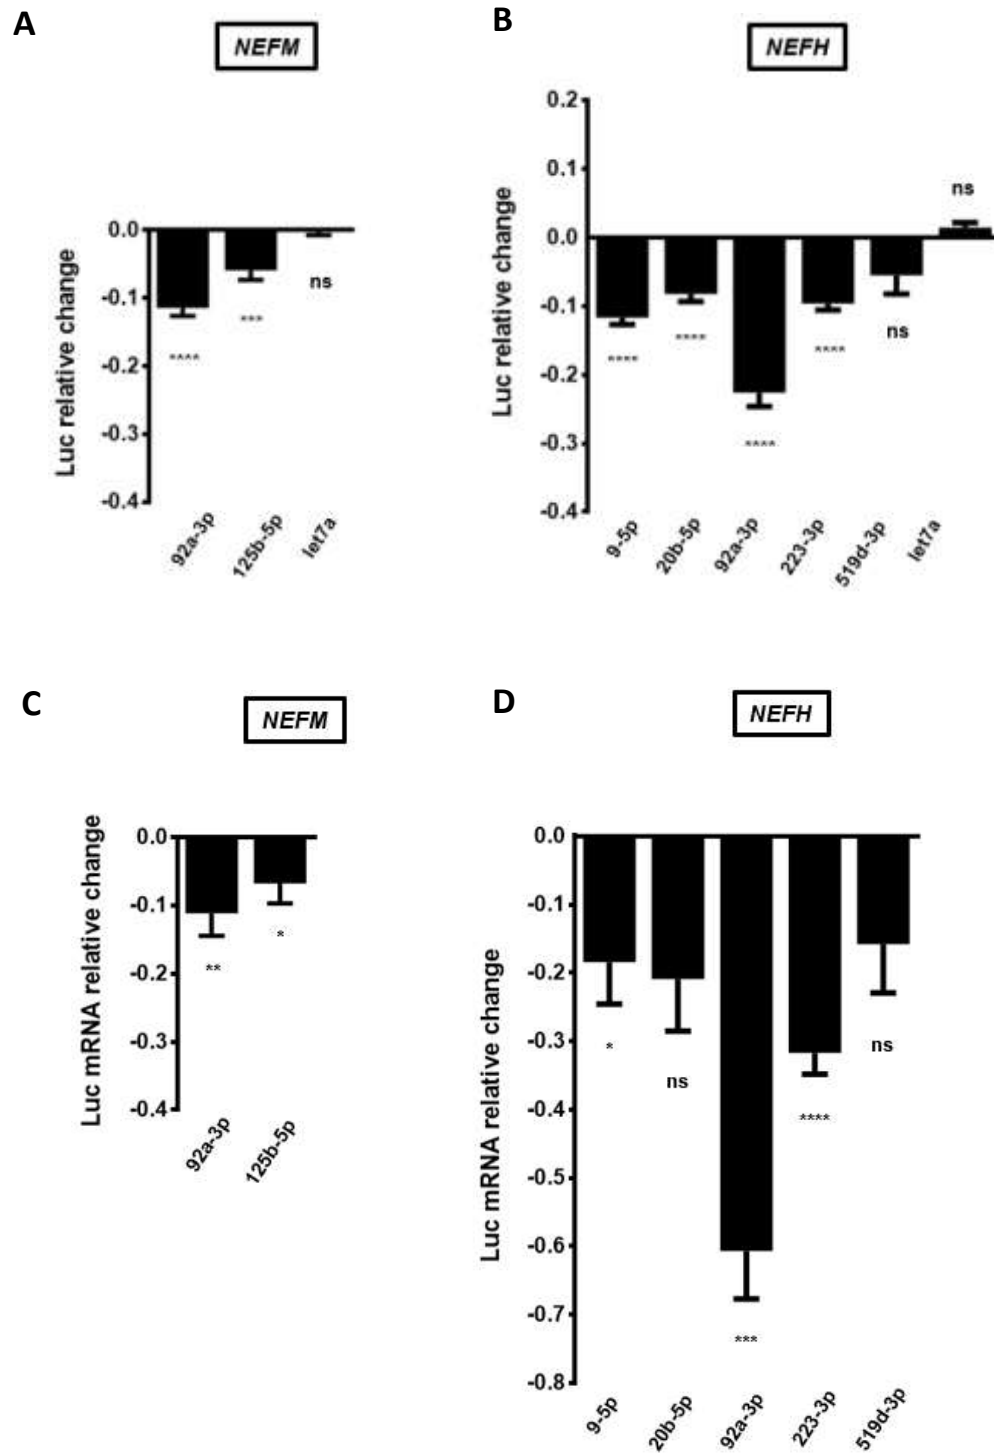 A
NEFM
Luc relative change
0.0
-0.1
-0.2
-0.3
-0.4
****
***
ns
92a-3p
125b-5p
let7a
B
NEFH
Luc relative change
0.2
0.1
0.0
-0.1
-0.2
-0.3
-0.4
****
****
****
****
ns
ns
9-5p
20b-5p
92a-3p
223-3p
519d-3p
let7a
C
NEFM
Luc mRNA relative change
0.0
-0.1
-0.2
-0.3
-0.4
**
*
92a-3p
125b-5p
D
NEFH
Luc mRNA relative change
0.0
-0.1
-0.2
-0.3
-0.4
-0.5
-0.6
-0.7
-0.8
*
ns
***
****
ns
9-5p
20b-5p
92a-3p
223-3p
519d-3p